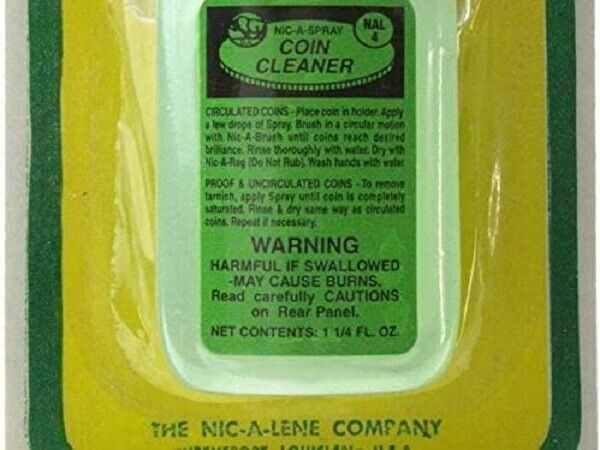 NIC-A-SPRAY
COIN
CLEANER
NAL
4
CIRCULATED COINS - Place coin in holder. Apply
a few drops of Spray. Brush in a circular motion
with Nic-A-Brush until coins reach desired
brilliance. Rinse thoroughly with water. Dry with
Nic-A-Rag (Do Not Rub). Wash hands with water.
PROOF & UNCIRCULATED COINS - To remove
tarnish, apply Spray until coin is completely
saturated. Rinse & dry same way as circulated
coins. Repeat if necessary.
WARNING
HARMFUL IF SWALLOWED
-MAY CAUSE BURNS.
Read carefully CAUTIONS
on Rear Panel.
NET CONTENTS: 1 1/4 FL. OZ.
THE NIC-A-LENE COMPANY
SHREVEPORT, LOUISIANA U.S.A.